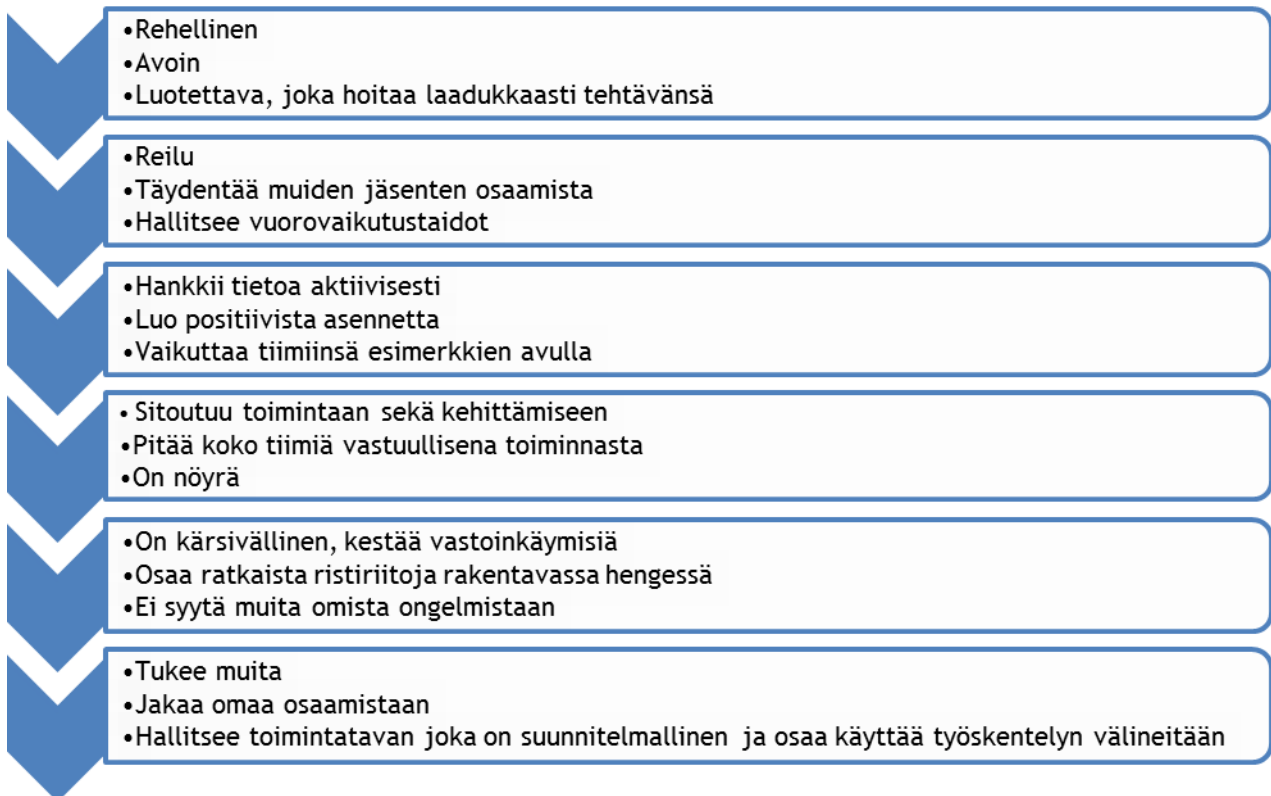 •Rehellinen
•Avoin
•Luotettava, joka hoitaa laadukkaasti tehtävänsä
•Reilu
•Täydentää muiden jäsenten osaamista
•Hallitsee vuorovaikutustaidot
•Hankkii tietoa aktiivisesti
•Luo positiivista asennetta
•Vaikuttaa tiimiinsä esimerkkien avulla
• Sitoutuu toimintaan sekä kehittämiseen
•Pitää koko tiimiä vastuullisena toiminnasta
•On nöyrä
•On kärsivällinen, kestää vastoinkäymisiä
•Osaa ratkaista ristiriitoja rakentavassa hengessä
•Ei syytä muita omista ongelmistaan
•Tukee muita
•Jakaa omaa osaamistaan
•Hallitsee toimintatavan joka on suunnitelmallinen ja osaa käyttää työskentelyn välineitään